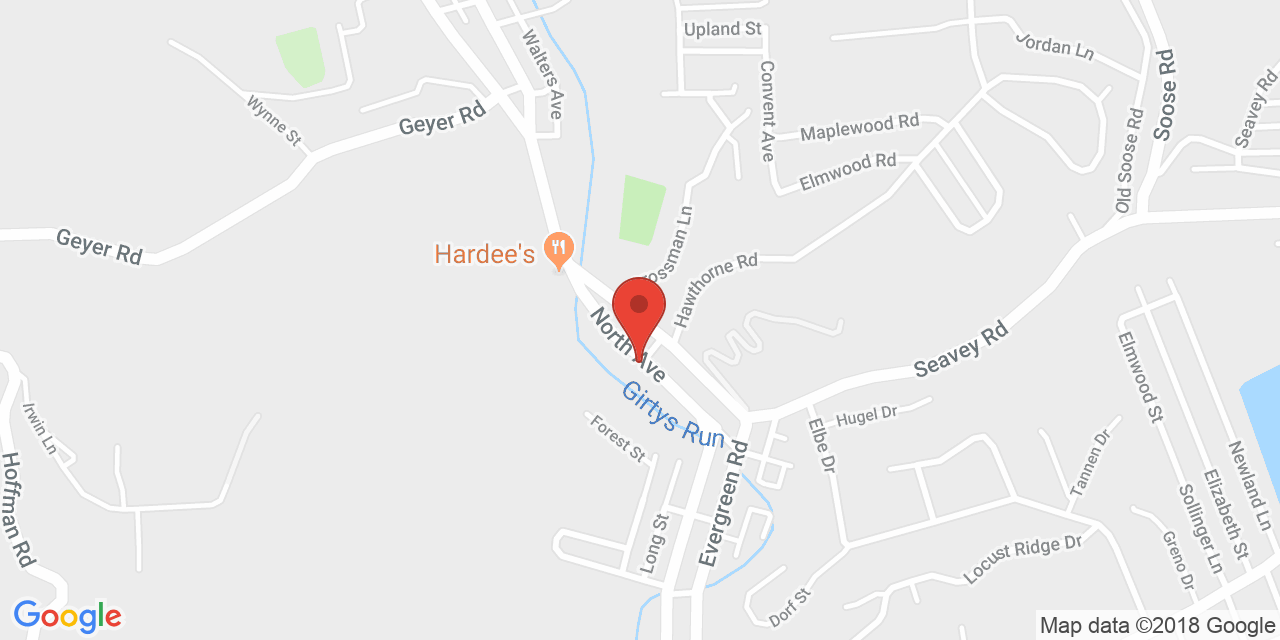 Upland St
Jordan Ln
Walters Ave
Convent Ave
Soose Rd
Seavey Rd
Wynne St
Geyer Rd
Maplewood Rd
Old Soose Rd
Elmwood Rd
Geyer Rd
Hardee's
Hawthorne Rd
North Ave
Seavey Rd
Elmwood St
Girtys Run
Irwin Ln
Hugel Dr
Forest St
Elbe Dr
Tannen Dr
Newland Ln
Hoffman Rd
Evergreen Rd
Elizabeth St
Sollinger Ln
Long St
Locust Ridge Dr
Greno Dr
Dorf St
Google
Map data ©2018 Google